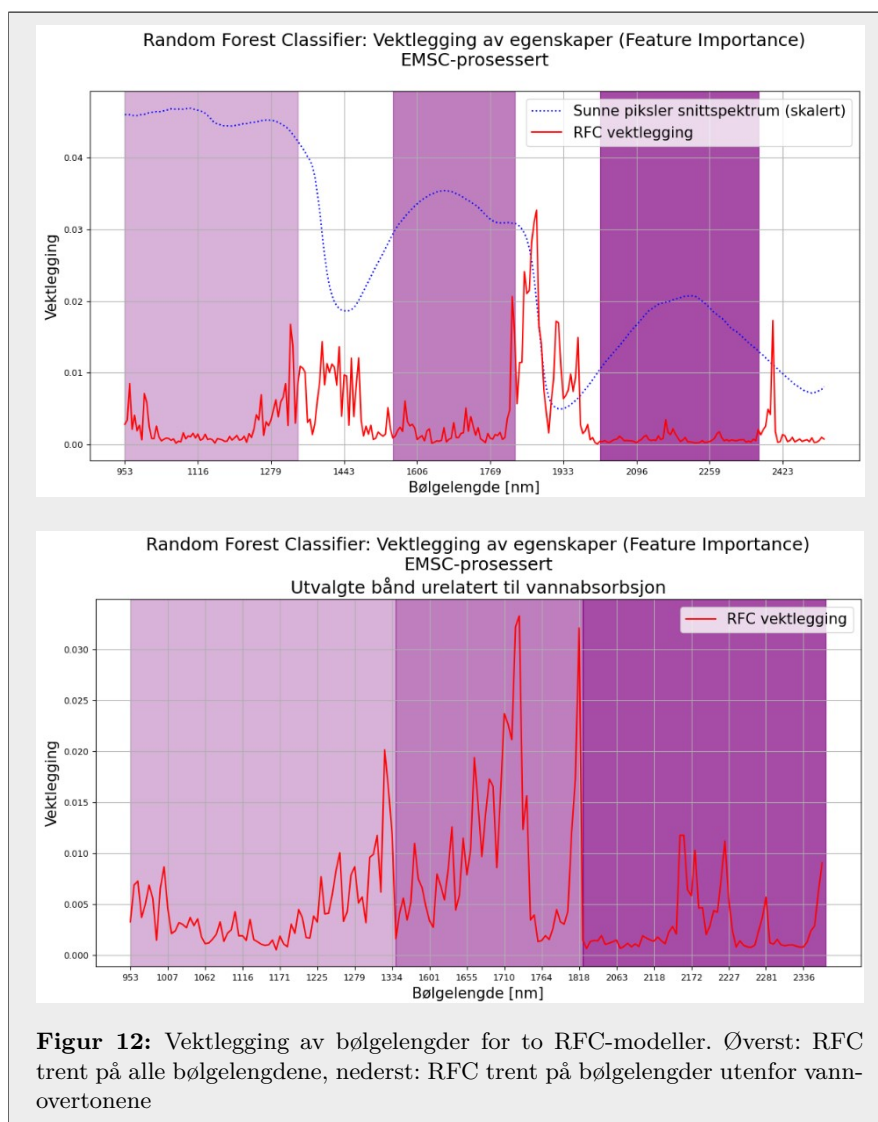 Random Forest Classifier: Vektlegging av egenskaper (Feature Importance)
EMSC-prosessert
Sunne piksler snittspektrum (skalert)
RFC vektlegging
Vektlegging
0.04
0.03
0.02
0.01
0.00
953 1116 1279 1443 1606 1769 1933 2096 2259 2423
Bølgelengde [nm]
Random Forest Classifier: Vektlegging av egenskaper (Feature Importance)
EMSC-prosessert
Utvalgte bånd urelatert til vannabsorbsjon
RFC vektlegging
Vektlegging
0.030
0.025
0.020
0.015
0.010
0.005
0.000
953 1007 1062 1116 1171 1225 1279 1334 1601 1655 1710 1764 1818 2063 2118 2172 2227 2281 2336
Bølgelengde [nm]
Figur 12: Vektlegging av bølgelengder for to RFC-modeller. Øverst: RFC
trent på alle bølgelengdene, nederst: RFC trent på bølgelengder utenfor vann-
overtonene